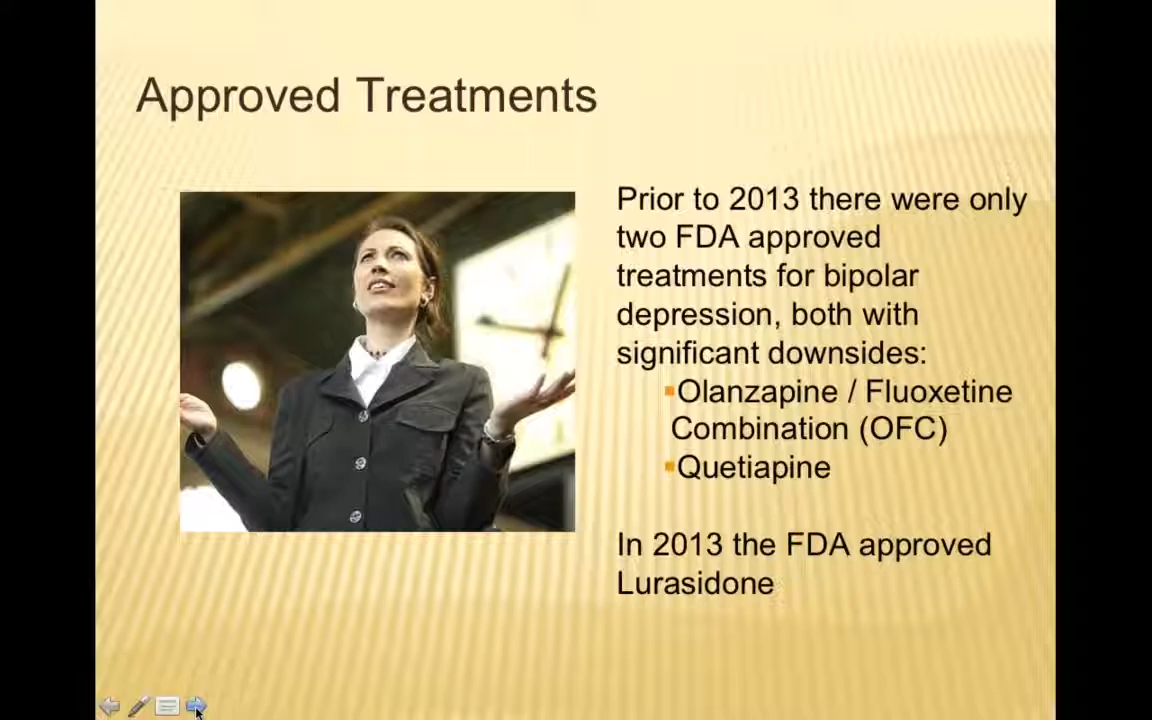 Approved Treatments
Prior to 2013 there were only
two FDA approved
treatments for bipolar
depression, both with
significant downsides:
▪Olanzapine / Fluoxetine
Combination (OFC)
▪Quetiapine
In 2013 the FDA approved
Lurasidone